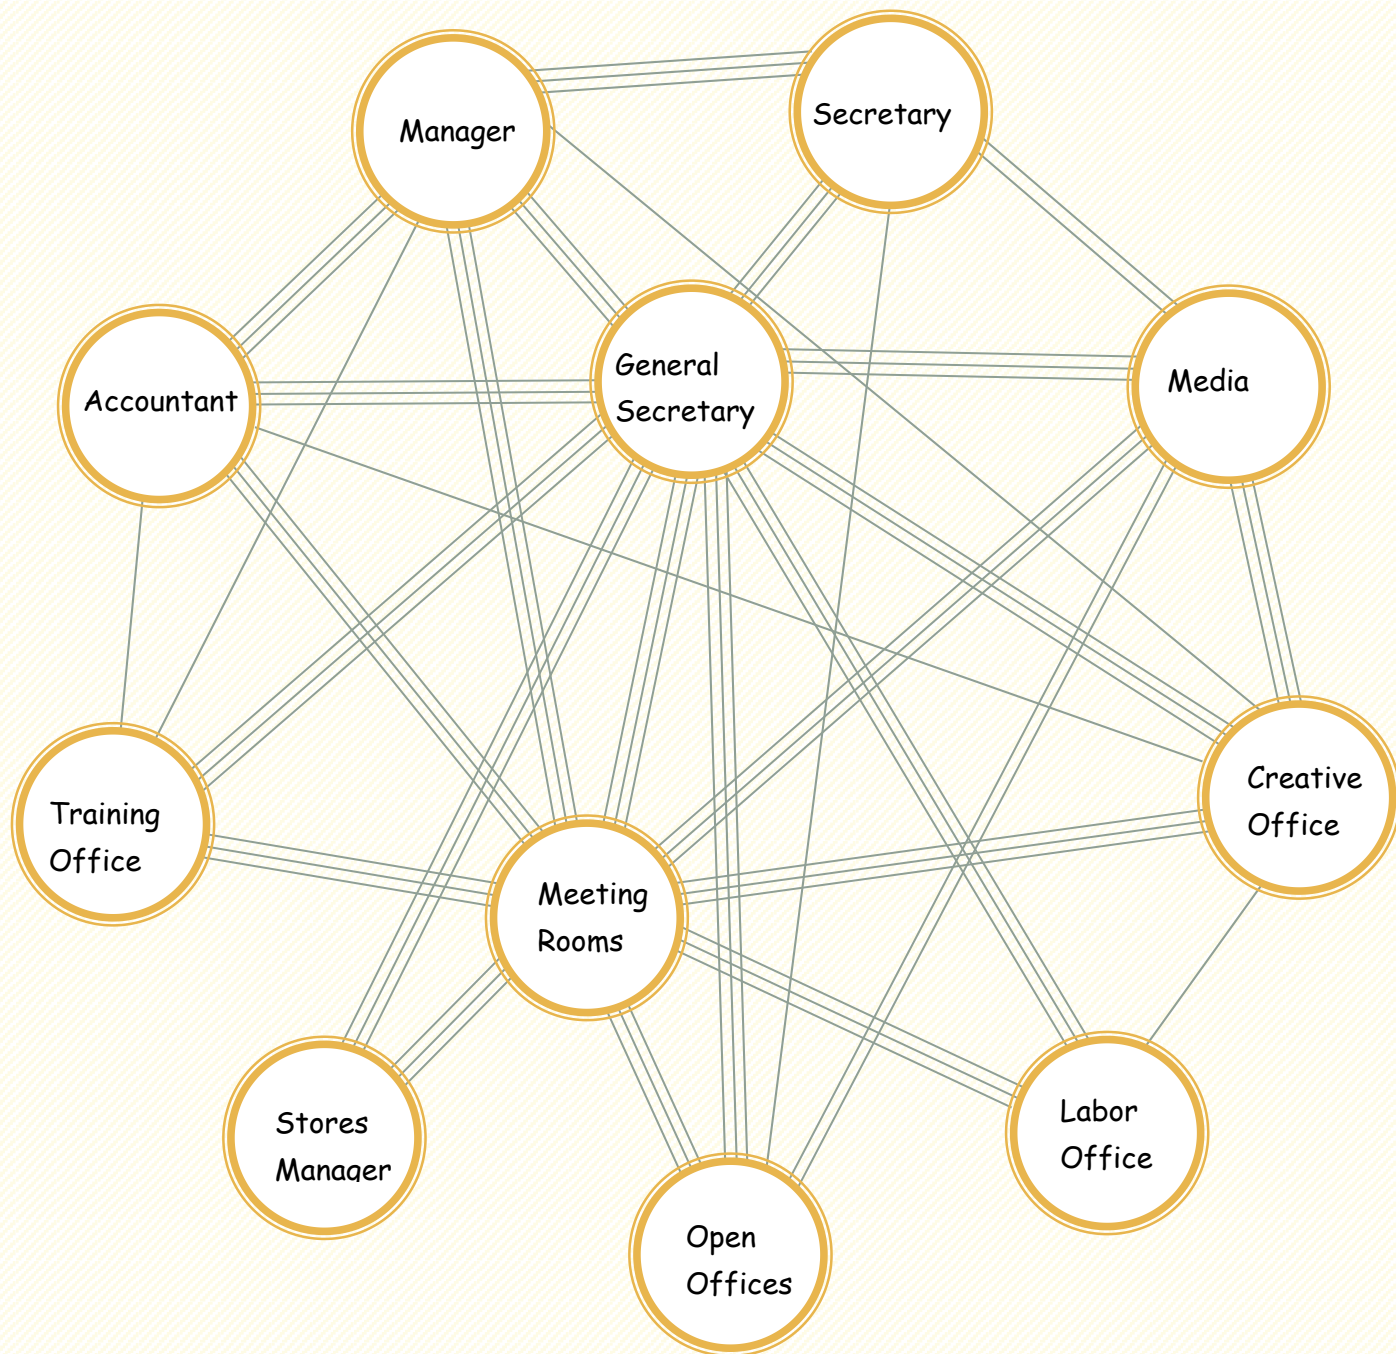 Manager
Secretary
General
Secretary
Media
Accountant
Creative
Office
Training
Office
Meeting
Rooms
Stores
Manager
Labor
Office
Open
Offices